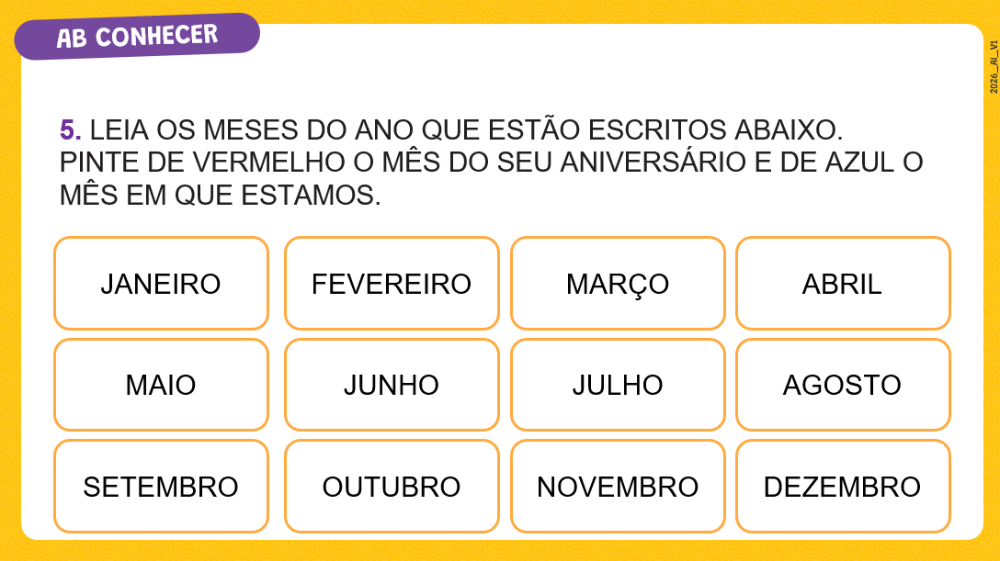 AB CONHECER
2026_AI_V1
5. LEIA OS MESES DO ANO QUE ESTÃO ESCRITOS ABAIXO.
PINTE DE VERMELHO O MÊS DO SEU ANIVERSÁRIO E DE AZUL O
MÊS EM QUE ESTAMOS.
JANEIRO FEVEREIRO MARÇO ABRIL
MAIO JUNHO JULHO AGOSTO
SETEMBRO OUTUBRO NOVEMBRO DEZEMBRO